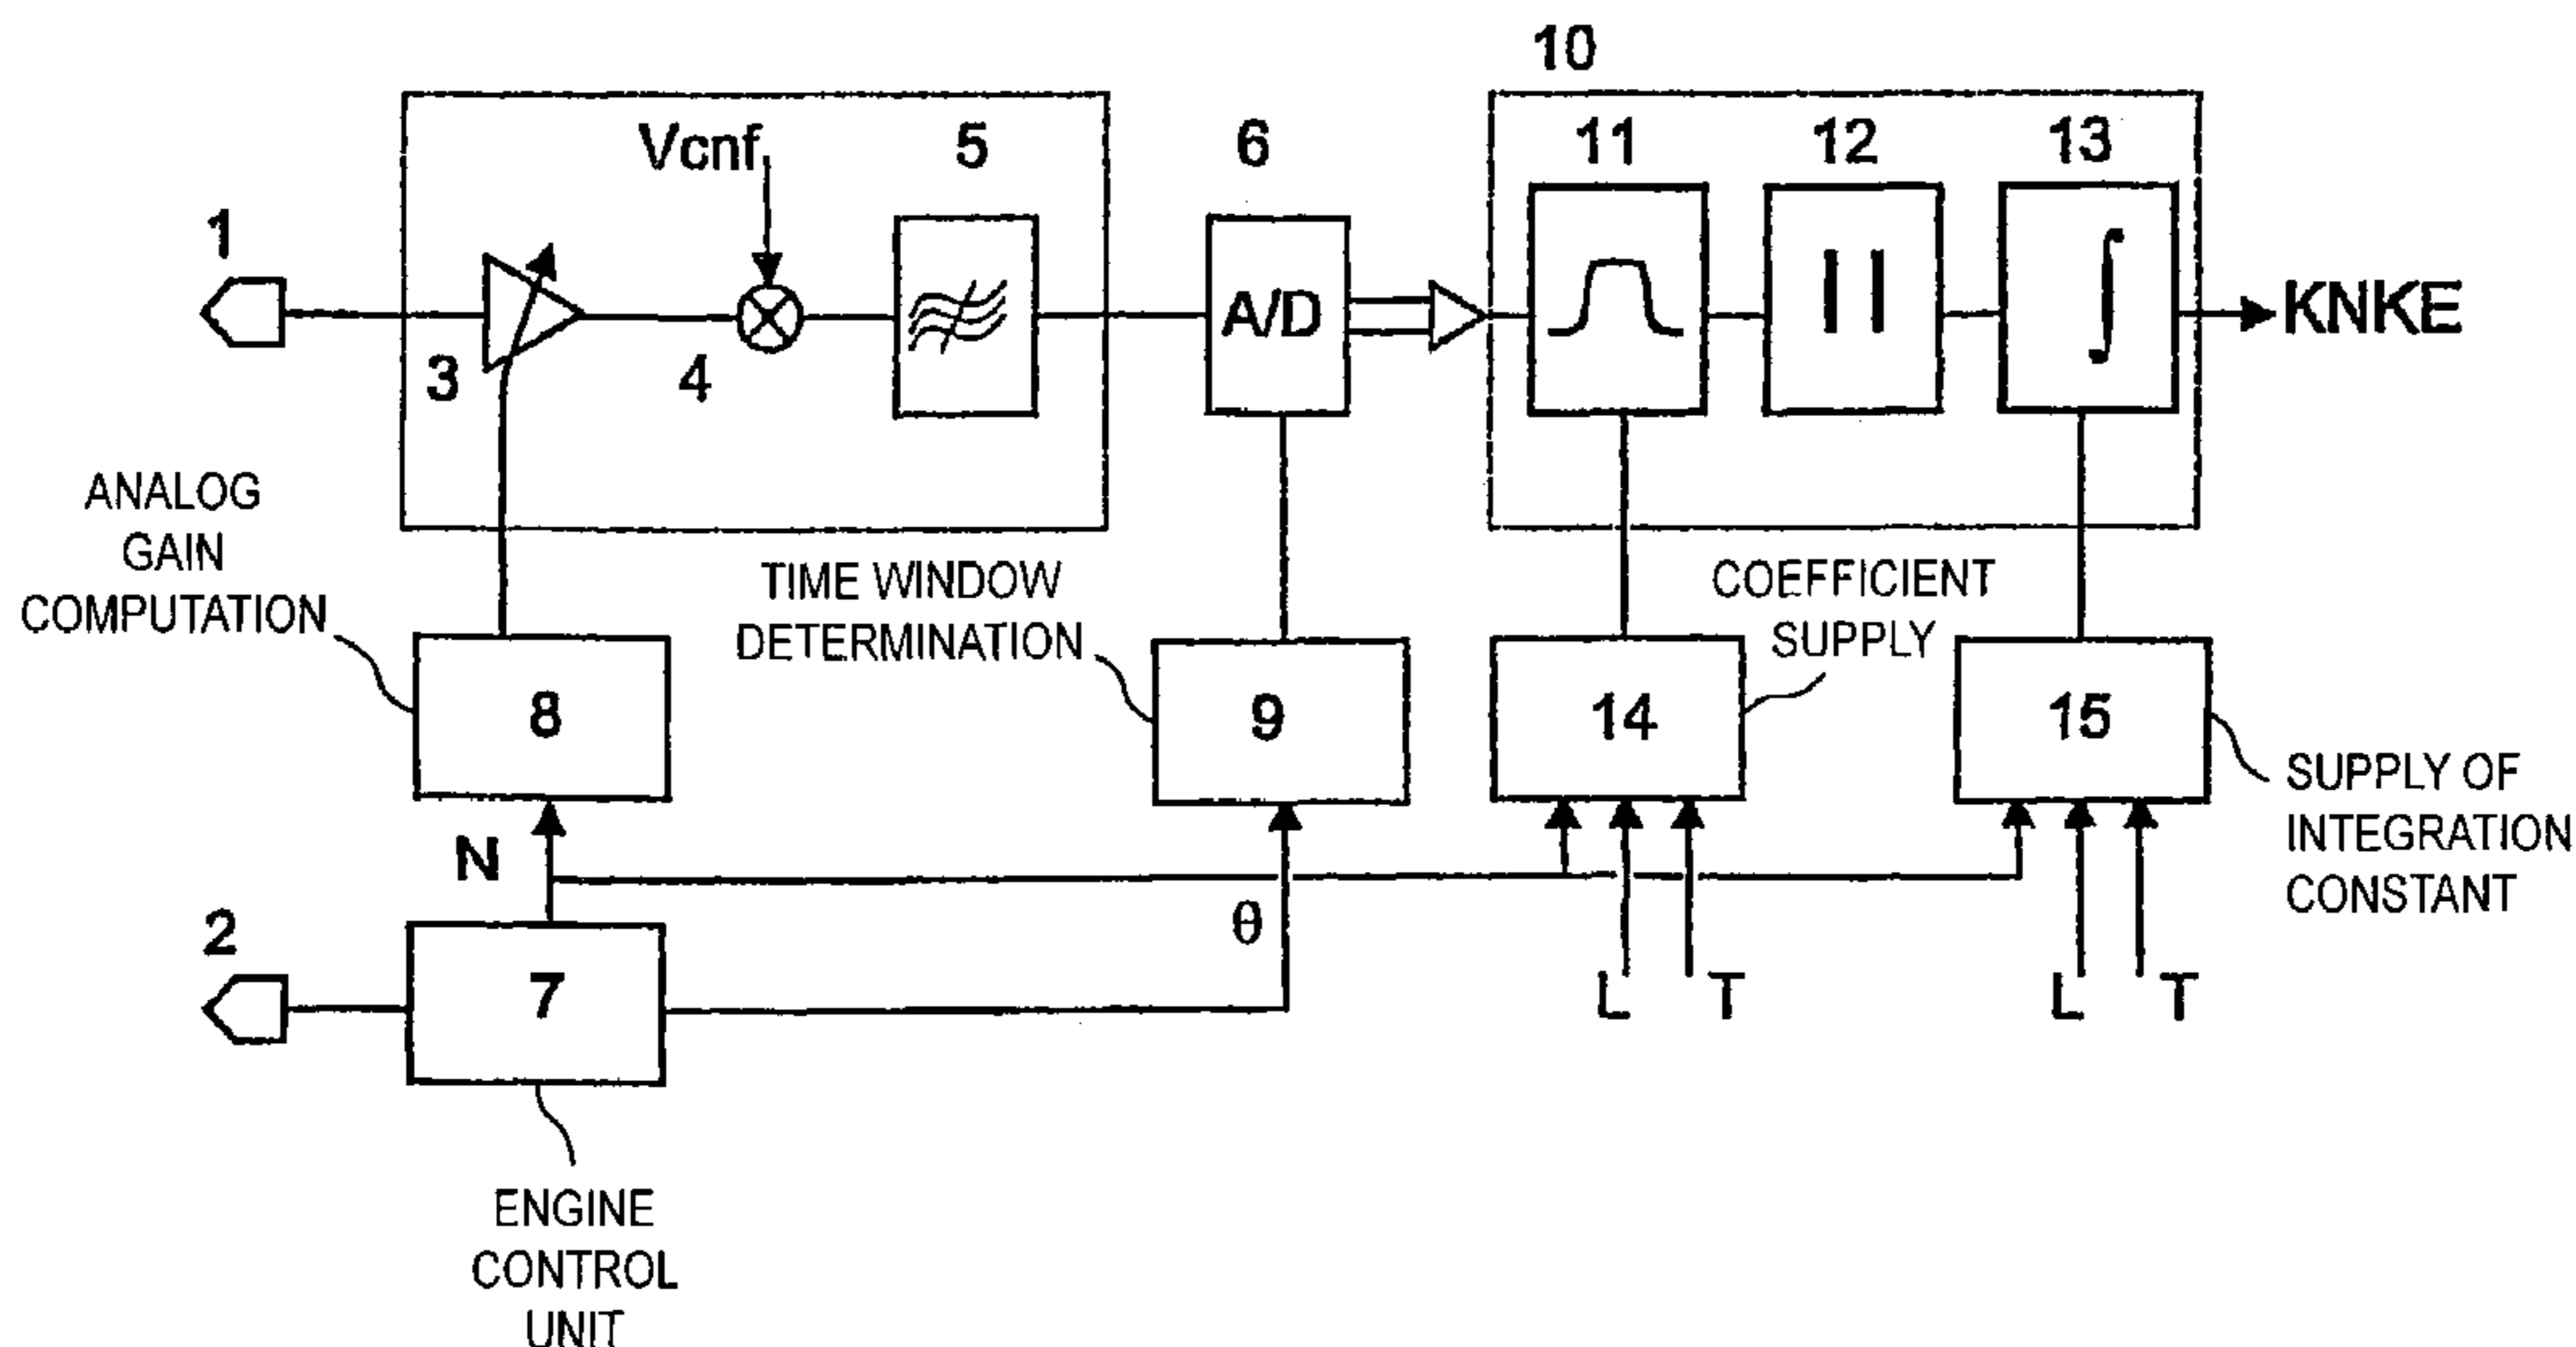 10
Vcnf
5
6
11
12
13
1
A/D
| |
∫
KNKE
3
4
ANALOG
GAIN
COMPUTATION
TIME WINDOW
DETERMINATION
COEFFICIENT
SUPPLY
8
9
14
15
SUPPLY OF
INTEGRATION
CONSTANT
N
θ
2
7
L
T
L
T
ENGINE
CONTROL
UNIT